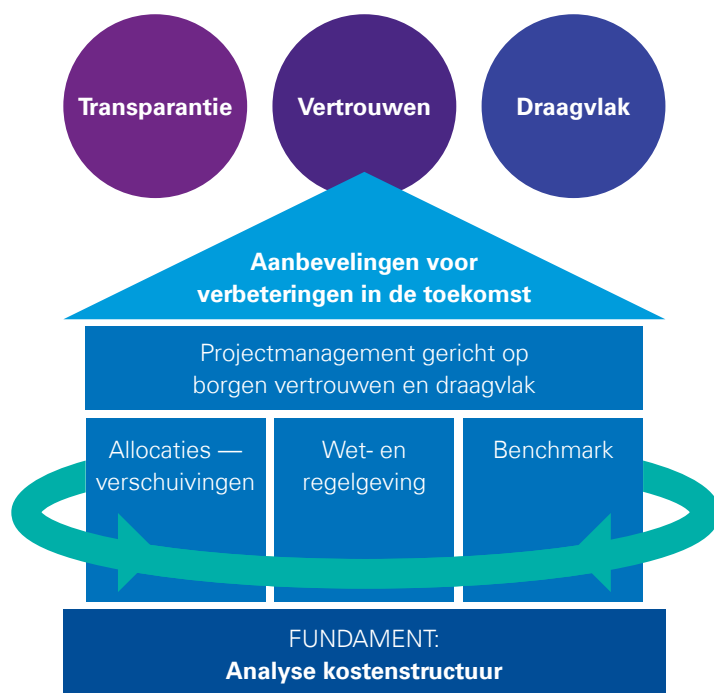 Transparantie
Vertrouwen
Draagvlak
Aanbevelingen voor
verbeteringen in de toekomst
Projectmanagement gericht op
borgen vertrouwen en draagvlak
Allocaties —
verschuivingen
Wet- en
regelgeving
Benchmark
FUNDAMENT:
Analyse kostenstructuur